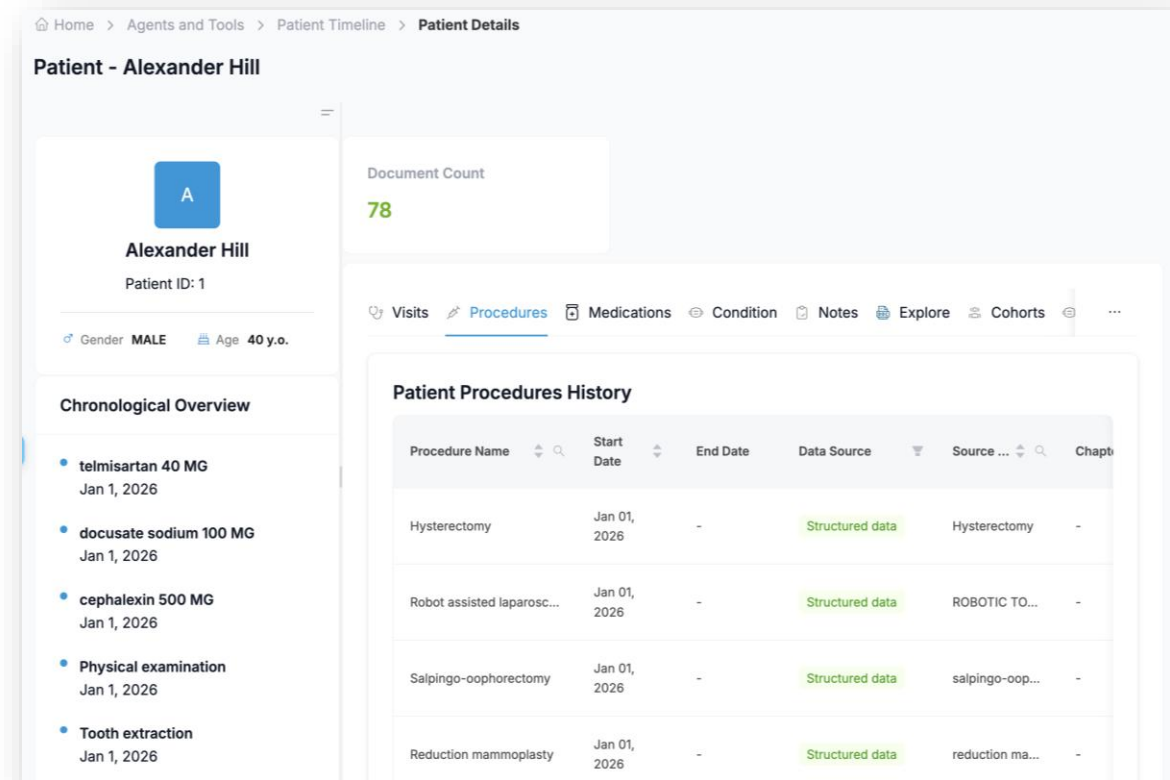 Home > Agents and Tools > Patient Timeline > Patient Details
Patient - Alexander Hill
A
Alexander Hill
Patient ID: 1
Gender MALE Age 40 y.o.
Chronological Overview
telmisartan 40 MG
Jan 1, 2026
docusate sodium 100 MG
Jan 1, 2026
cephalexin 500 MG
Jan 1, 2026
Physical examination
Jan 1, 2026
Tooth extraction
Jan 1, 2026
Document Count
78
Visits Procedures Medications Condition Notes Explore Cohorts ...
Patient Procedures History
Procedure Name Start Date End Date Data Source Source ... Chapt
Hysterectomy Jan 01, 2026 - Structured data Hysterectomy -
Robot assisted laparosc... Jan 01, 2026 - Structured data ROBOTIC TO... -
Salpingo-oophorectomy Jan 01, 2026 - Structured data salpingo-oop... -
Reduction mammoplasty Jan 01, 2026 - Structured data reduction ma... -